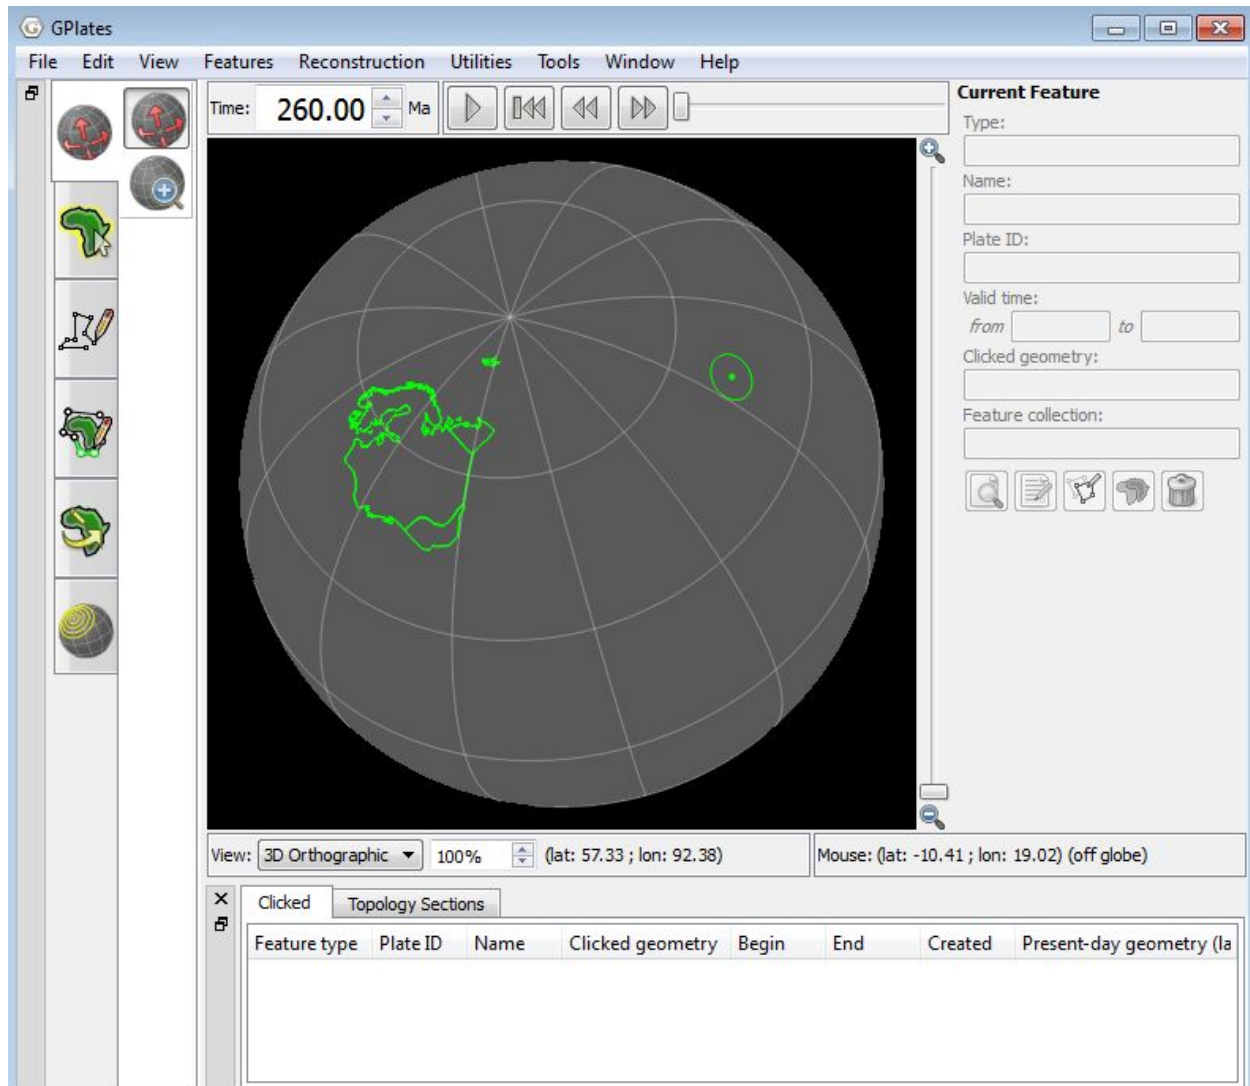 GPlates
File Edit View Features Reconstruction Utilities Tools Window Help
Time: 260.00 Ma
Current Feature
Type:
Name:
Plate ID:
Valid time:
from to
Clicked geometry:
Feature collection:
View: 3D Orthographic 100% (lat: 57.33 ; lon: 92.38) Mouse: (lat: -10.41 ; lon: 19.02) (off globe)
Clicked Topology Sections
Feature type Plate ID Name Clicked geometry Begin End Created Present-day geometry (la